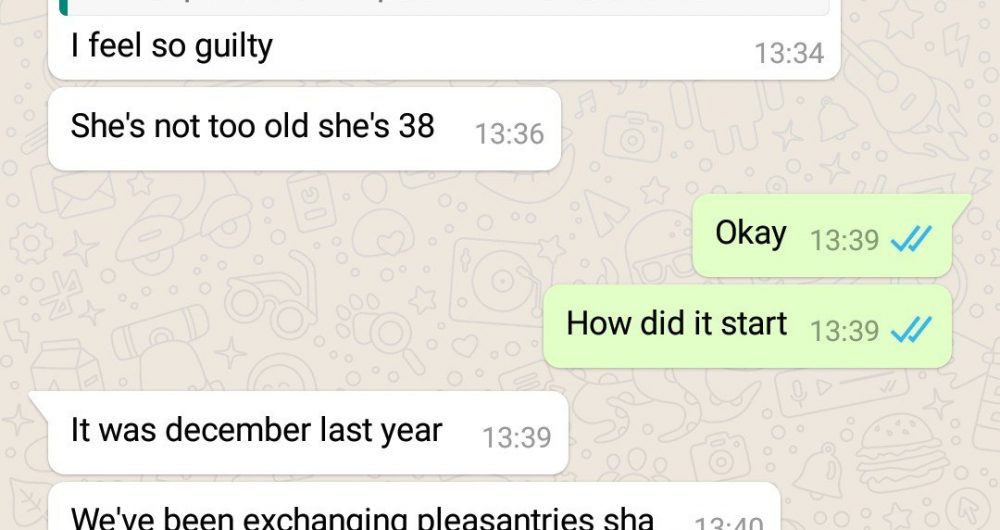 I feel so guilty 13:34
She's not too old she's 38 13:36
Okay 13:39
How did it start 13:39
It was december last year 13:39
We've been exchanging pleasantries sha 13:40